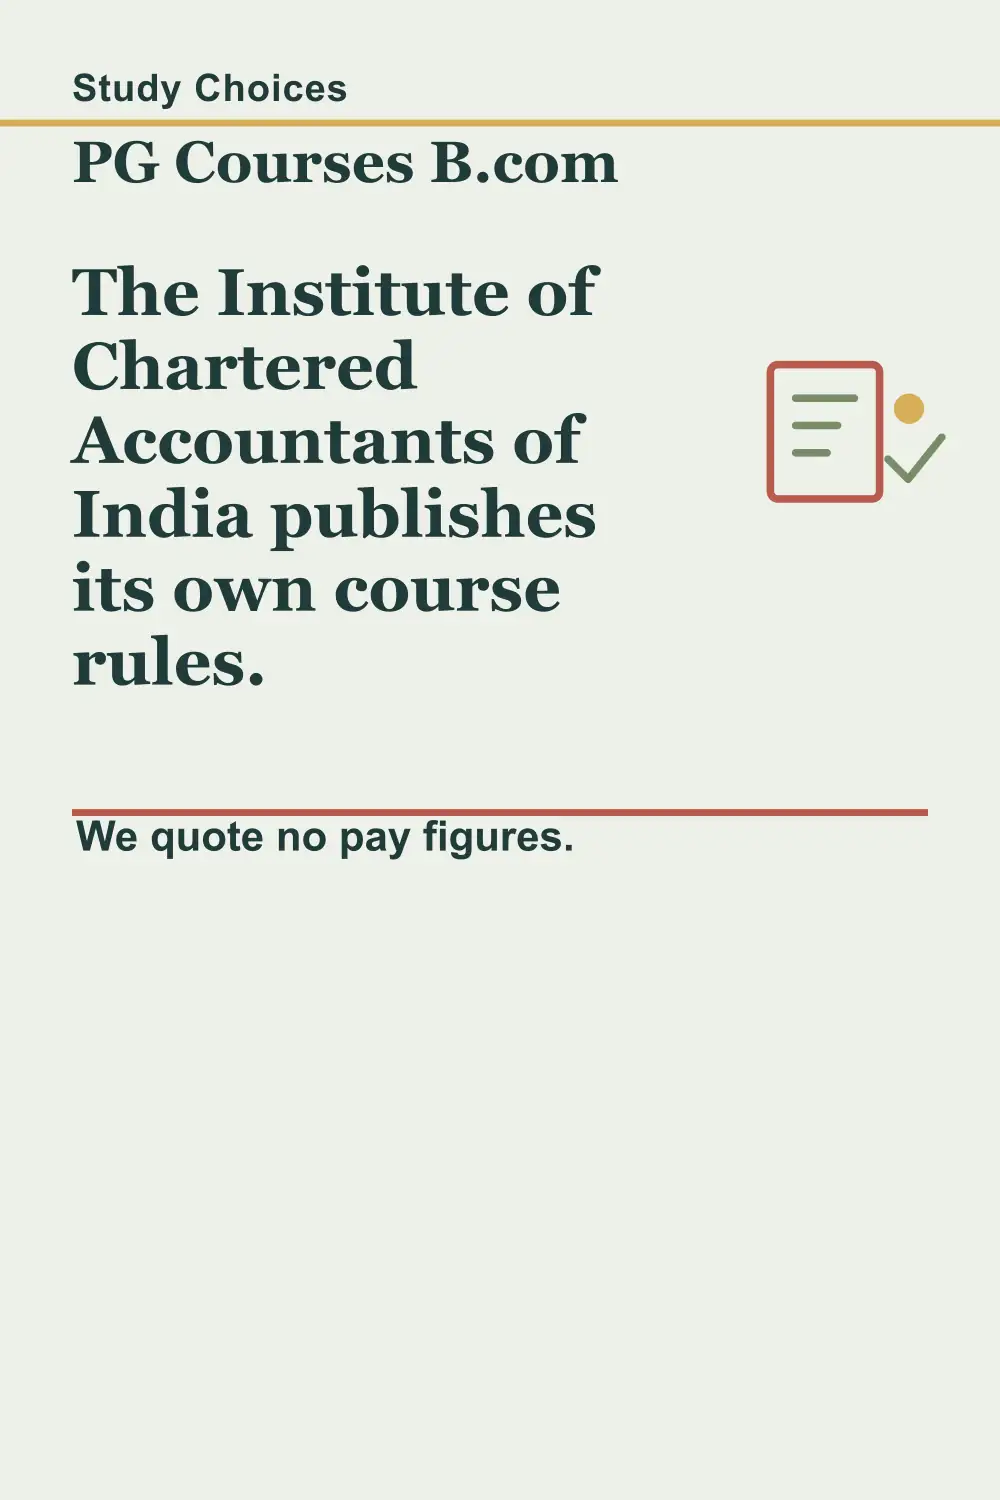 Study Choices
PG Courses B.com
The Institute of
Chartered
Accountants of
India publishes
its own course
rules.
We quote no pay figures.